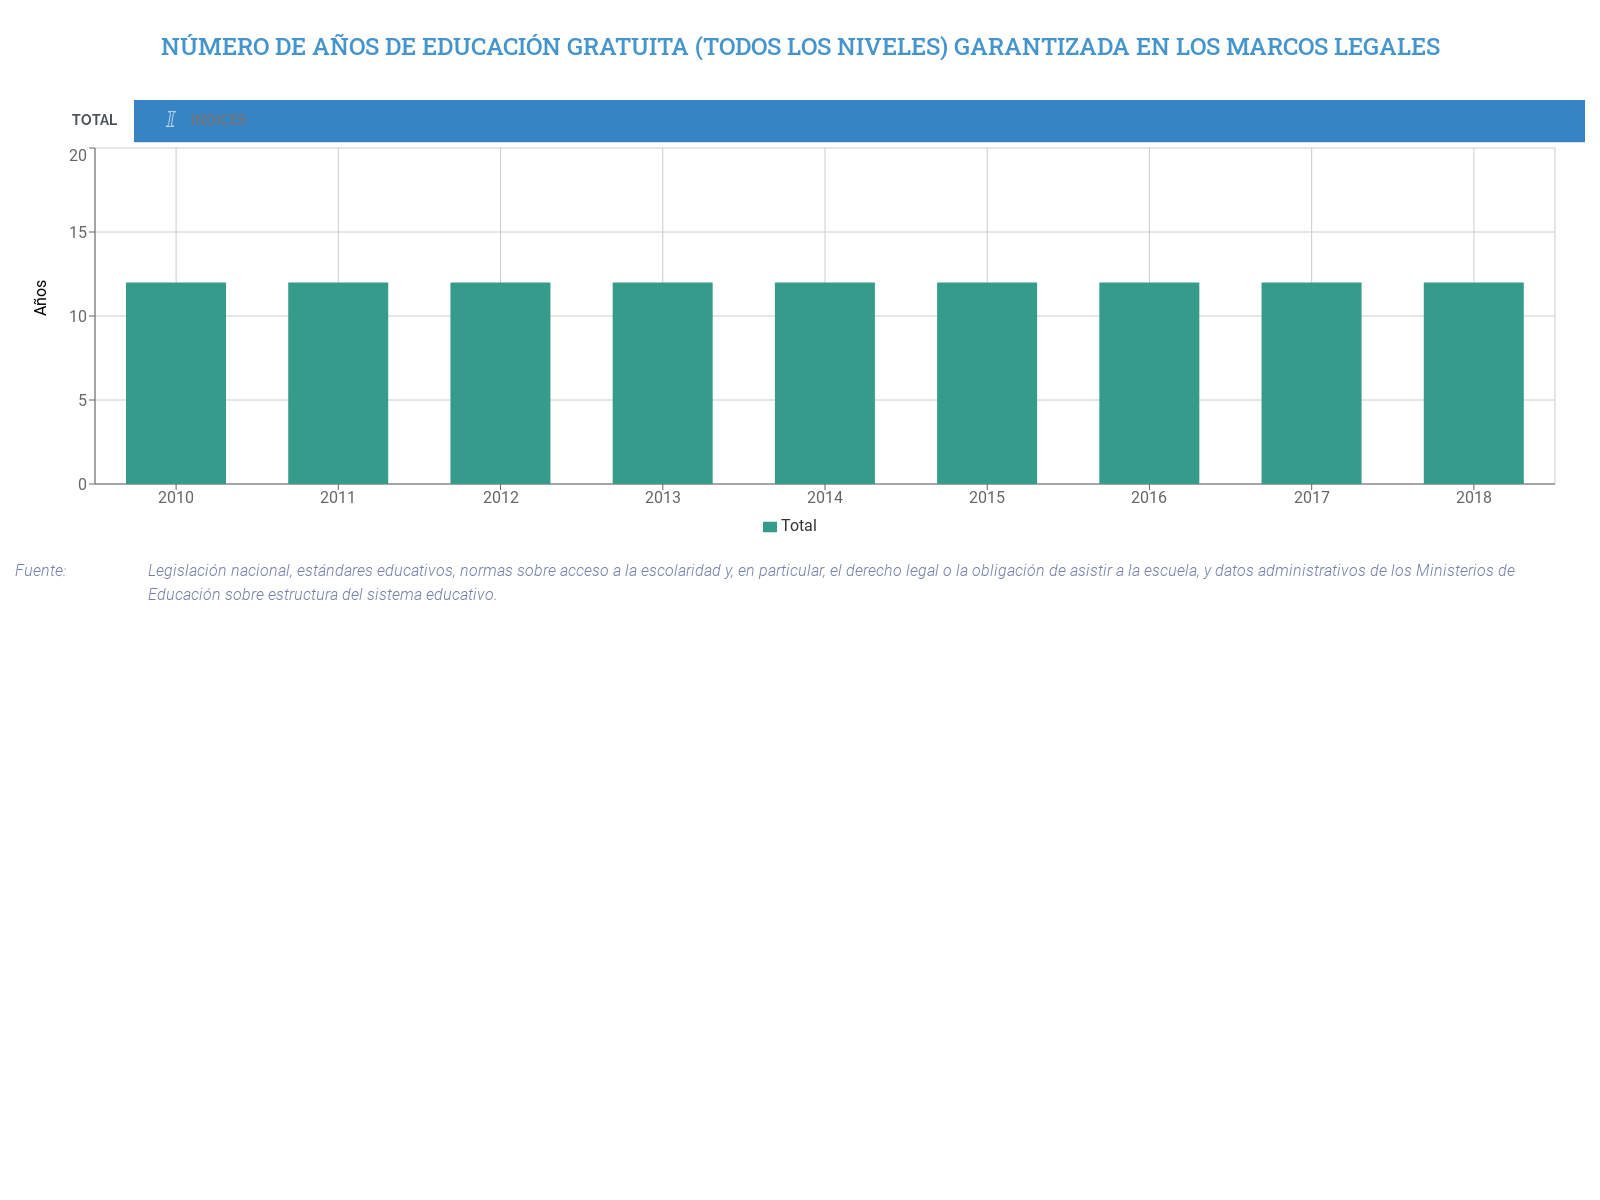 NÚMERO DE AÑOS DE EDUCACIÓN GRATUITA (TODOS LOS NIVELES) GARANTIZADA EN LOS MARCOS LEGALES
TOTAL
I INDICES
20
15
10
5
0
Años
2010 2011 2012 2013 2014 2015 2016 2017 2018
Total
Fuente: Legislación nacional, estándares educativos, normas sobre acceso a la escolaridad y, en particular, el derecho legal o la obligación de asistir a la escuela, y datos administrativos de los Ministerios de
Educación sobre estructura del sistema educativo.